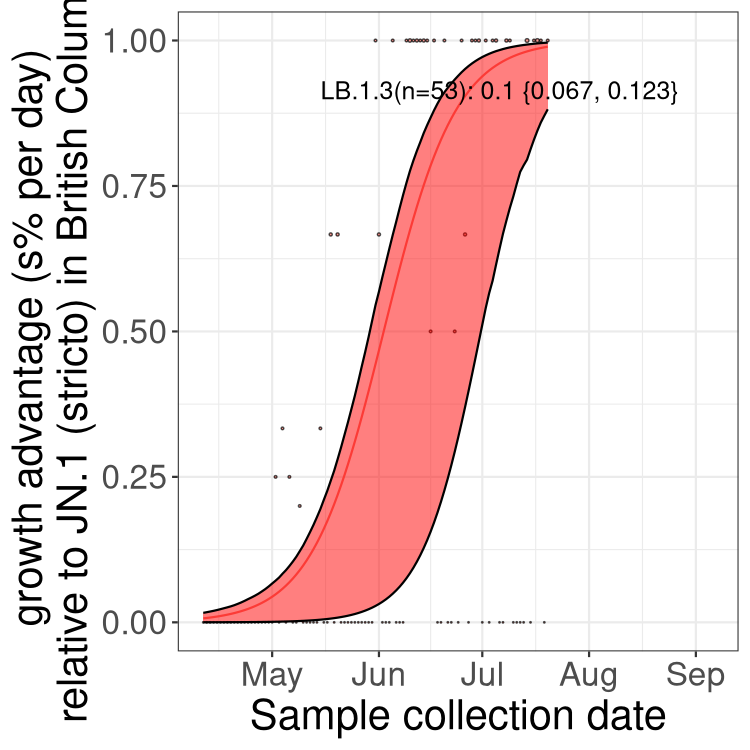 growth advantage (s% per day)
relative to JN.1 (stricto) in British Colum
1.00
0.75
0.50
0.25
0.00
LB.1.3(n=53): 0.1 {0.067, 0.123}
May Jun Jul Aug Sep
Sample collection date